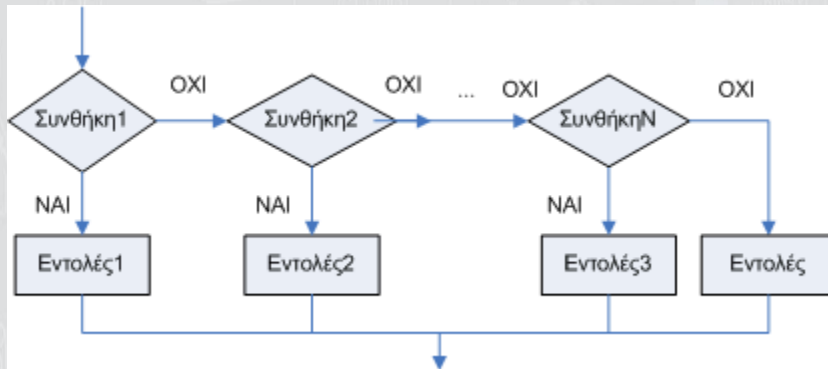 ΟΧΙ
ΟΧΙ
...
ΟΧΙ
ΟΧΙ
Συνθήκη1
Συνθήκη2
ΣυνθήκηΝ
ΝΑΙ
ΝΑΙ
ΝΑΙ
Εντολές1
Εντολές2
Εντολές3
Εντολές